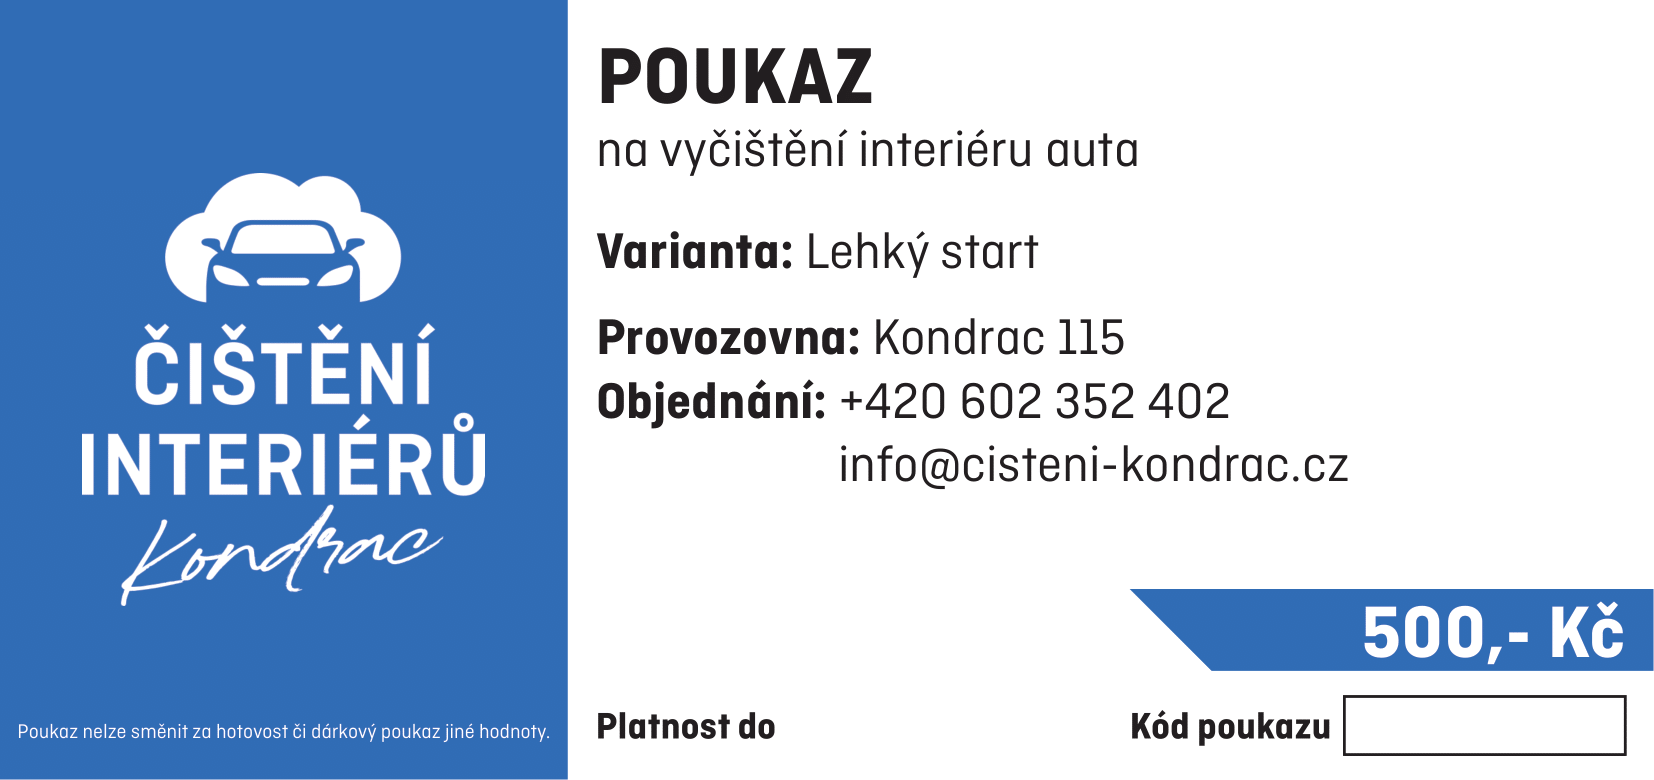 ČIŠTĚNÍ
INTERIÉRŮ
Kondrac
Poukaz nelze směnit za hotovost či dárkový poukaz jiné hodnoty.
POUKAZ
na vyčištění interiéru auta
Varianta: Lehký start
Provozovna: Kondrac 115
Objednání: +420 602 352 402
info@cisteni-kondrac.cz
500,- Kč
Platnost do
Kód poukazu